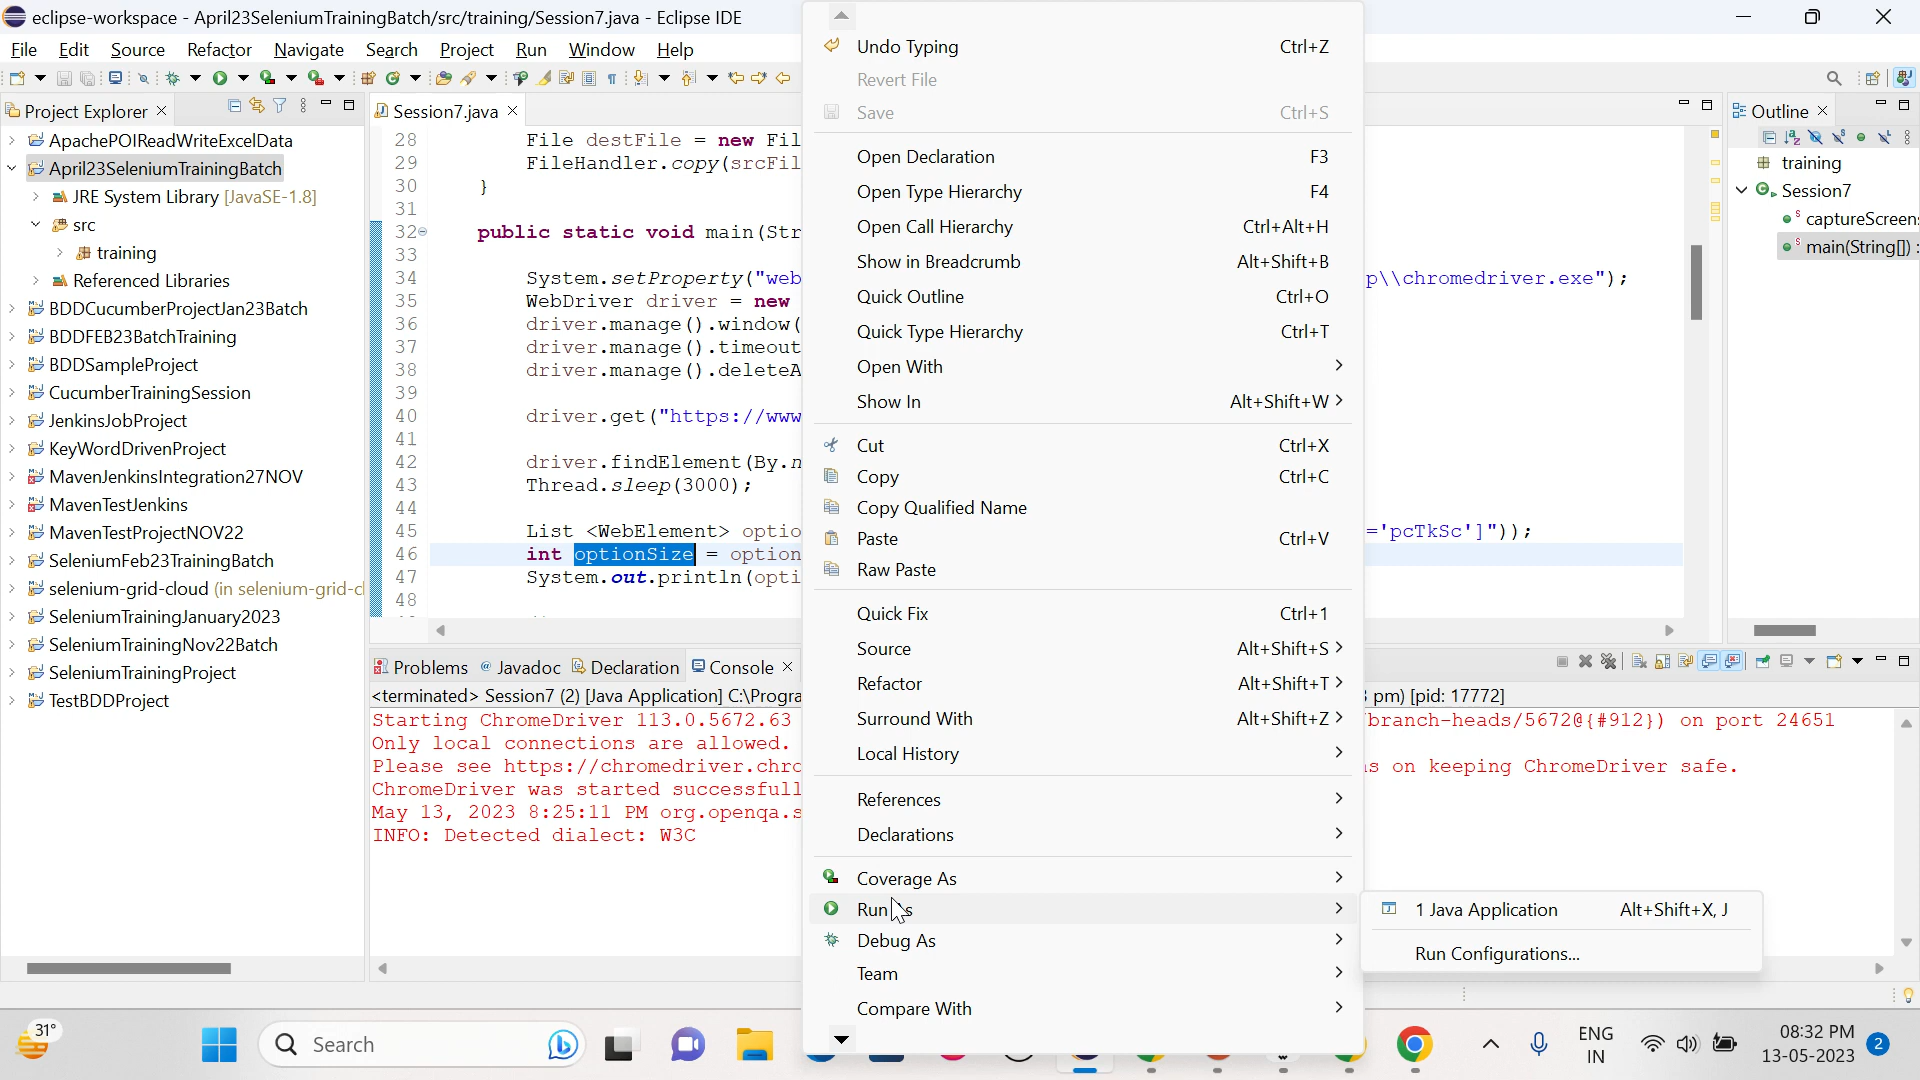 eclipse-workspace - April23SeleniumTrainingBatch/src/training/Session7.java - Eclipse IDE
File Edit Source Refactor Navigate Search Project Run Window Help
Project Explorer
ApachePOIReadWriteExcelData
April23SeleniumTrainingBatch
JRE System Library [JavaSE-1.8]
src
training
Referenced Libraries
BDDCucumberProjectJan23Batch
BDDFEB23BatchTraining
BDDSampleProject
CucumberTrainingSession
JenkinsJobProject
KeyWordDrivenProject
MavenJenkinsIntegration27NOV
MavenTestJenkins
MavenTestProjectNOV22
SeleniumFeb23TrainingBatch
selenium-grid-cloud (in selenium-grid-cl
SeleniumTrainingJanuary2023
SeleniumTrainingNov22Batch
SeleniumTrainingProject
TestBDDProject
Session7.java
28 File destFile = new Fil
29 FileHandler.copy(srcFil
30 }
31
32 public static void main(Str
33
34 System.setProperty("web p\\chromedriver.exe");
35 WebDriver driver = new
36 driver.manage().window(
37 driver.manage().timeout
38 driver.manage().deleteA
39
40 driver.get("https://www
41
42 driver.findElement(By.n
43 Thread.sleep(3000);
44
45 List <WebElement> optio ='pcTkSc']"));
46 int optionSize = option
47 System.out.println(opti
48
Problems Javadoc Declaration Console
<terminated> Session7 (2) [Java Application] C:\Progra pm) [pid: 17772]
Starting ChromeDriver 113.0.5672.63 branch-heads/5672@{#912}) on port 24651
Only local connections are allowed.
Please see https://chromedriver.chro s on keeping ChromeDriver safe.
ChromeDriver was started successfull
May 13, 2023 8:25:11 PM org.openqa.s
INFO: Detected dialect: W3C
Undo Typing Ctrl+Z
Revert File
Save Ctrl+S
Open Declaration F3
Open Type Hierarchy F4
Open Call Hierarchy Ctrl+Alt+H
Show in Breadcrumb Alt+Shift+B
Quick Outline Ctrl+O
Quick Type Hierarchy Ctrl+T
Open With
Show In Alt+Shift+W
Cut Ctrl+X
Copy Ctrl+C
Copy Qualified Name
Paste Ctrl+V
Raw Paste
Quick Fix Ctrl+1
Source Alt+Shift+S
Refactor Alt+Shift+T
Surround With Alt+Shift+Z
Local History
References
Declarations
Coverage As
Run As
Debug As
Team
Compare With
1 Java Application Alt+Shift+X, J
Run Configurations...
Outline
training
Session7
captureScreen
main(String[]) :
31°
Search
ENG
IN
08:32 PM
13-05-2023
2